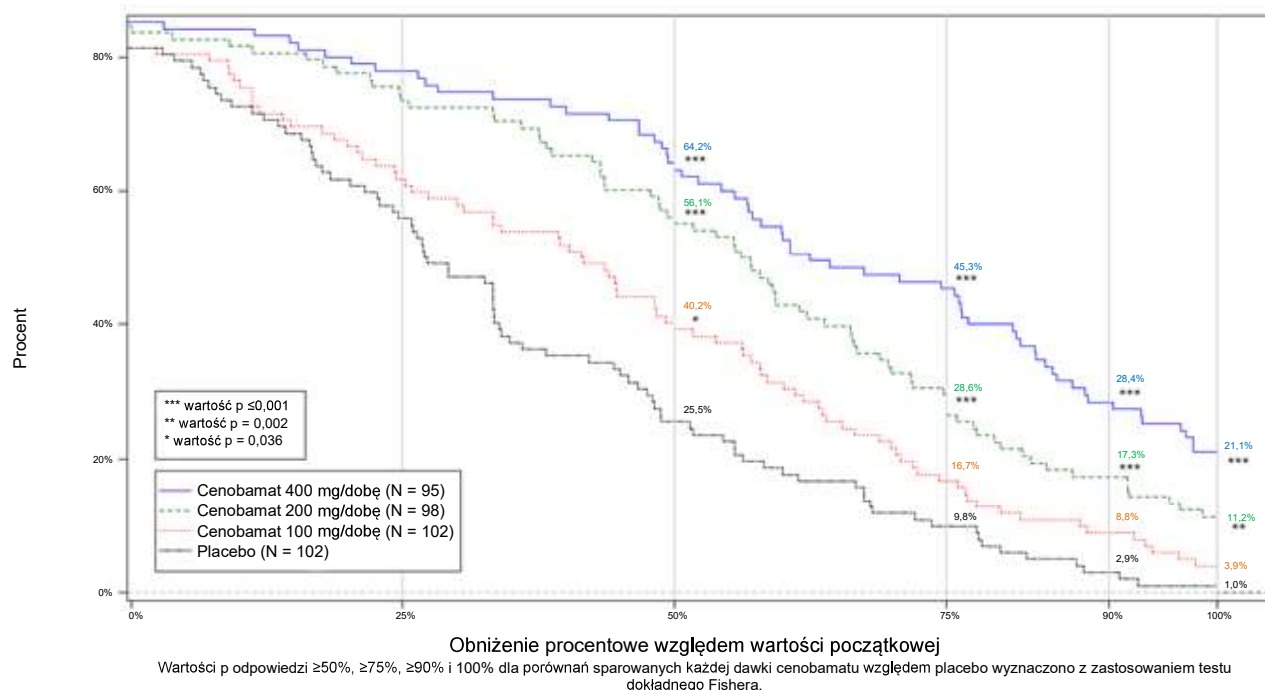 80%
60%
40%
20%
0%
Procent
64,2%
***
56,1%
***
40,2%
*
25,5%
45,3%
***
28,6%
***
16,7%
9,8%
28,4%
***
17,3%
***
8,8%
2,9%
21,1%
***
11,2%
**
3,9%
1,0%
*** wartość p ≤0,001
** wartość p = 0,002
* wartość p = 0,036
Cenobamat 400 mg/dobę (N = 95)
Cenobamat 200 mg/dobę (N = 98)
Cenobamat 100 mg/dobę (N = 102)
Placebo (N = 102)
0% 25% 50% 75% 90% 100%
Obniżenie procentowe względem wartości początkowej
Wartości p odpowiedzi ≥50%, ≥75%, ≥90% i 100% dla porównań sparowanych każdej dawki cenobamatu względem placebo wyznaczono z zastosowaniem testu
dokładnego Fishera.